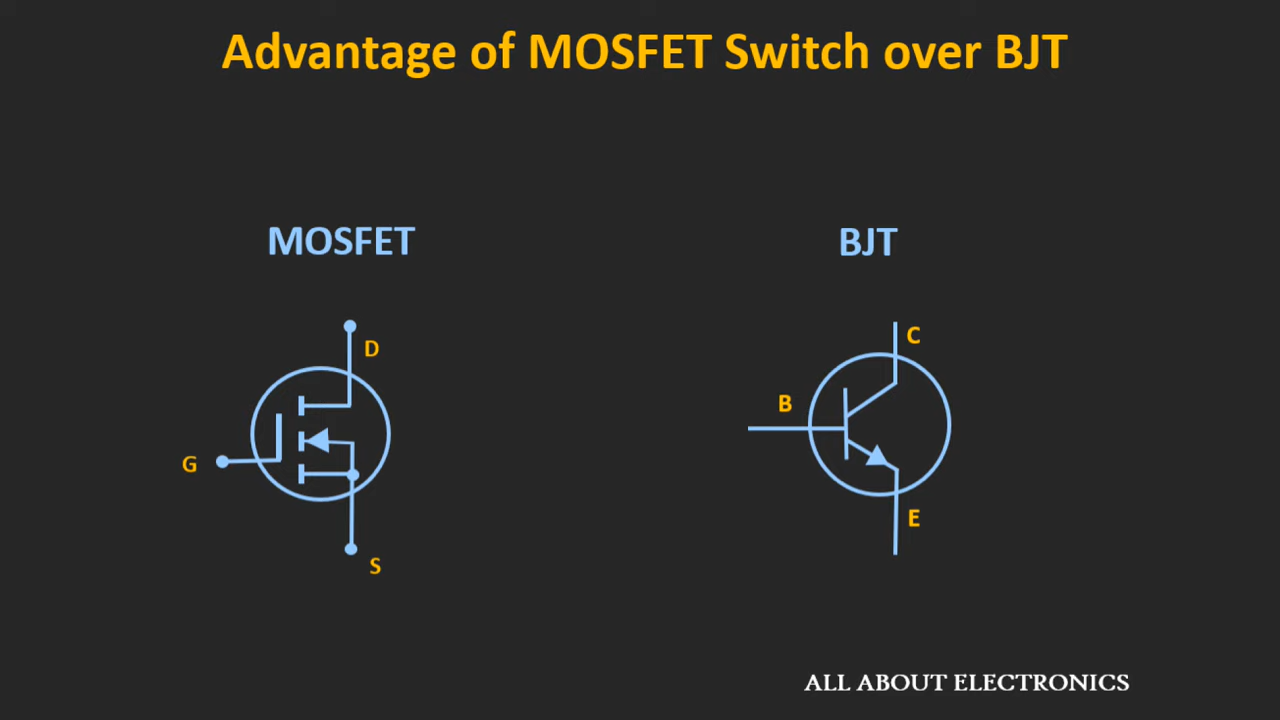 Advantage of MOSFET Switch over BJT
MOSFET
BJT
D
G
S
C
B
E
ALL ABOUT ELECTRONICS